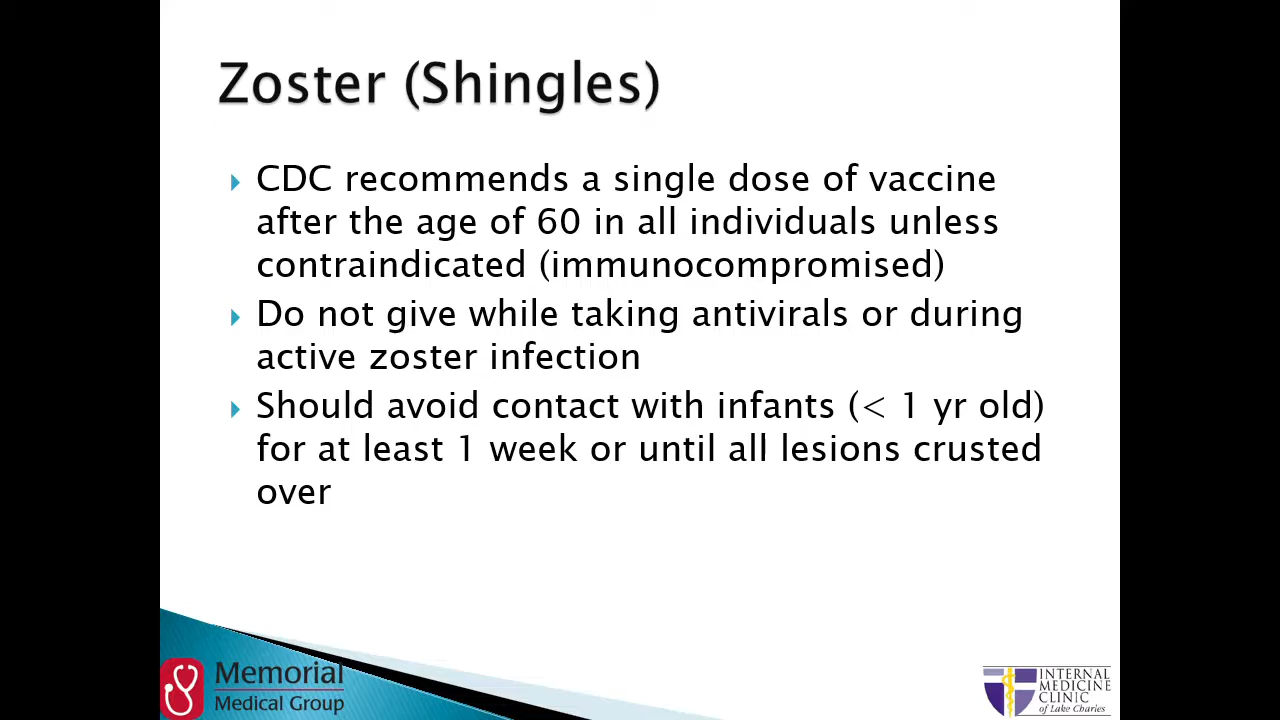 Zoster (Shingles)
CDC recommends a single dose of vaccine
after the age of 60 in all individuals unless
contraindicated (immunocompromised)
Do not give while taking antivirals or during
active zoster infection
Should avoid contact with infants (< 1 yr old)
for at least 1 week or until all lesions crusted
over
Memorial
Medical Group
INTERNAL
MEDICINE
CLINIC
of Lake Charles